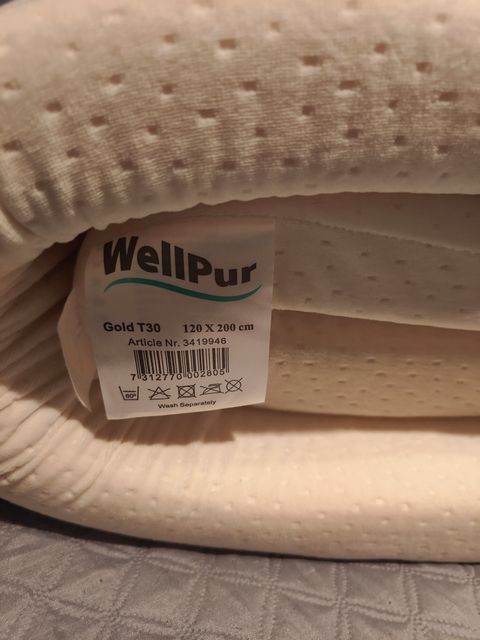 WellPur
Gold T30 120 X 200 cm
Article Nr. 3419946
7 312770 002805
60°
Wash Separately